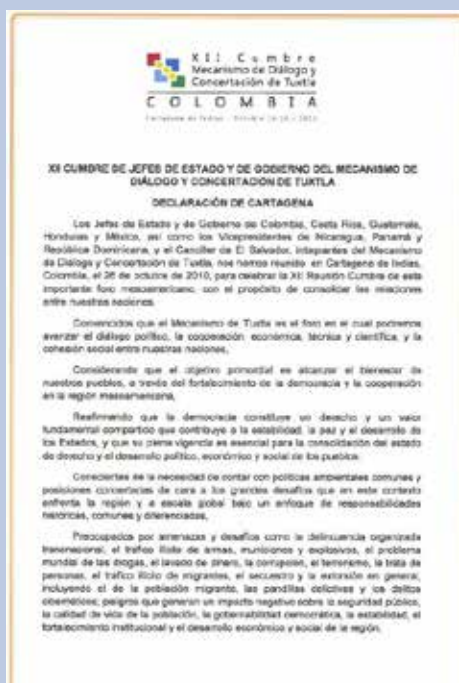 XII Cumbre
Mecanismo de Diálogo y
Concertación de Tuxtla
COLOMBIA
XII CUMBRE DE JEFES DE ESTADO Y DE GOBIERNO DEL MECANISMO DE
DIÁLOGO Y CONCERTACIÓN DE TUXTLA
DECLARACIÓN DE CARTAGENA
Los Jefes de Estado y de Gobierno de Colombia, Costa Rica, Guatemala,
Honduras y México, así como los Vicepresidentes de Nicaragua, Panamá y
República Dominicana, y el Canciller de El Salvador, integrantes del Mecanismo
de Diálogo y Concertación de Tuxtla, nos hemos reunido en Cartagena de Indias,
Colombia, el 26 de octubre de 2010, para celebrar la XII Reunión Cumbre de este
importante foro mesoamericano, con el propósito de consolidar las relaciones
entre nuestras naciones.
Convencidos que el Mecanismo de Tuxtla es el foro en el cual podremos
avanzar el diálogo político, la cooperación económica, técnica y científica, y la
cohesión social entre nuestras naciones,
Considerando que el objetivo primordial es alcanzar el bienestar de
nuestros pueblos, a través del fortalecimiento de la democracia y la cooperación
en la región mesoamericana,
Reafirmando que la democracia constituye un derecho y un valor
fundamental compartido que contribuye a la estabilidad, la paz y el desarrollo de
los Estados, y que su plena vigencia es esencial para la consolidación del estado
de derecho y el desarrollo político, económico y social de los pueblos.
Conscientes de la necesidad de contar con políticas ambientales comunes y
posiciones concertadas de cara a los grandes desafíos que en este contexto
enfrenta la región y a escala global bajo un enfoque de responsabilidades
históricas, comunes y diferenciadas,
Preocupados por amenazas y desafíos como la delincuencia organizada
transnacional, el tráfico ilícito de armas, municiones y explosivos, el problema
mundial de las drogas, el lavado de dinero, la corrupción, el terrorismo, la trata de
personas, el tráfico ilícito de migrantes, el secuestro y la extorsión en general,
incluyendo el de la población migrante, las pandillas delictivas y los delitos
cibernéticos; peligros que generan un impacto negativo sobre la seguridad pública,
la calidad de vida de la población, la gobernabilidad democrática, la estabilidad, el
fortalecimiento institucional y el desarrollo económico y social de la región.